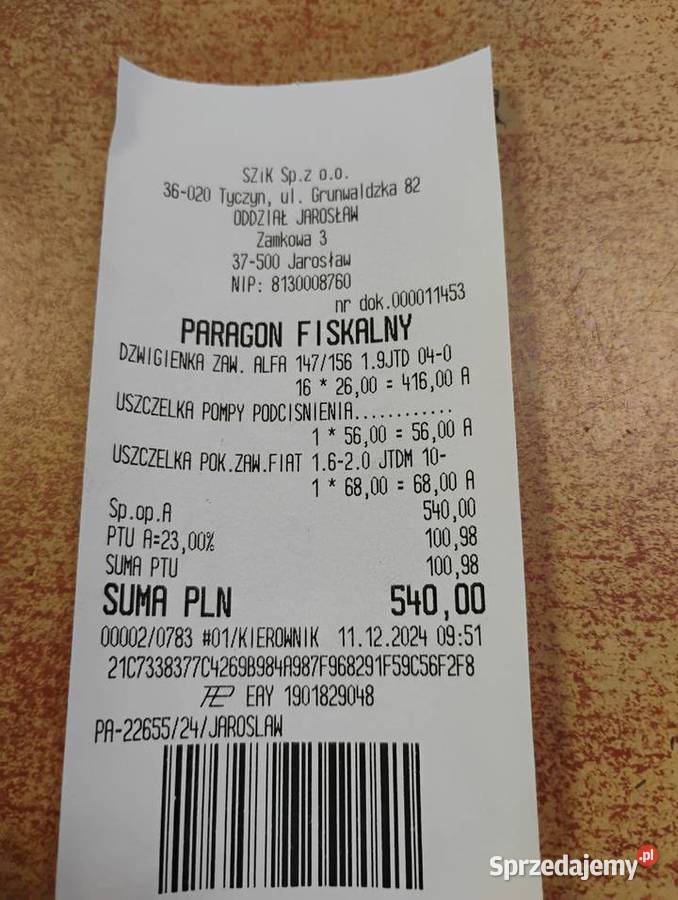 SZiK Sp.z o.o.
36-020 Tyczyn, ul. Grunwaldzka 82
ODDZIAŁ JAROSŁAW
Zamkowa 3
37-500 Jarosław
NIP: 8130008760
nr dok.000011453
PARAGON FISKALNY
DZWIGIENKA ZAW. ALFA 147/156 1.9JTD 04-0
16 * 26,00 = 416,00 A
USZCZELKA POMPY PODCISNIENIA............
1 * 56,00 = 56,00 A
USZCZELKA POK.ZAW.FIAT 1.6-2.0 JTDM 10-
1 * 68,00 = 68,00 A
Sp.op.A 540,00
PTU A=23,00% 100,98
SUMA PTU 100,98
SUMA PLN 540,00
00002/0783 #01/KIEROWNIK 11.12.2024 09:51
21C7338377C4269B984A987F968291F59C56F2F8
EAY 1901829048
PA-22655/24/JAROSLAW
Sprzedajemy.pl